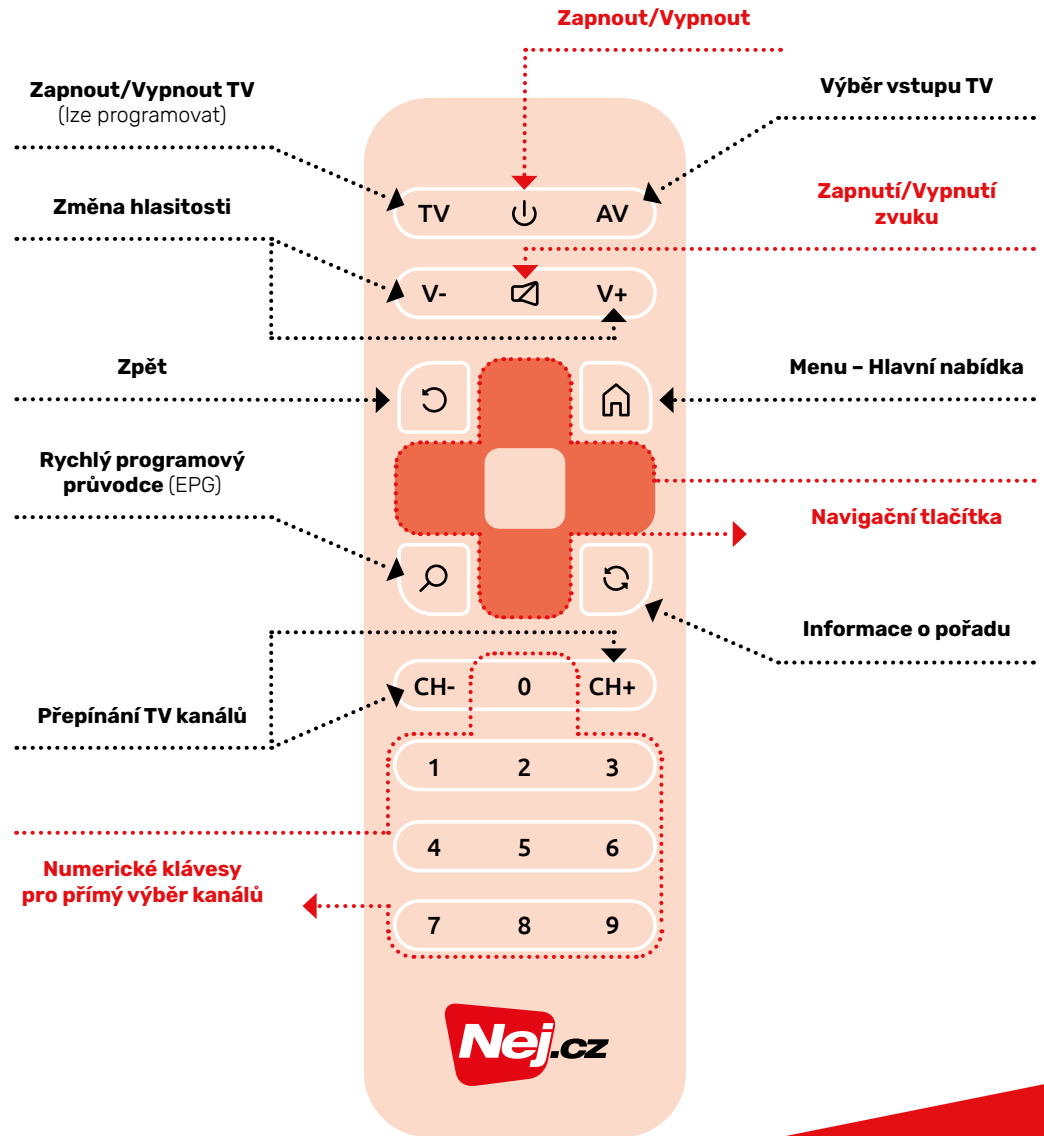 Zapnout/Vypnout
Zapnout/Vypnout TV
(lze programovat)
Výběr vstupu TV
Změna hlasitosti
Zapnutí/Vypnutí
zvuku
TV AV
V- V+
Zpět
Menu – Hlavní nabídka
Rychlý programový
průvodce (EPG)
Navigační tlačítka
Informace o pořadu
Přepínání TV kanálů
CH- 0 CH+
1 2 3
4 5 6
7 8 9
Numerické klávesy
pro přímý výběr kanálů
Nej.cz